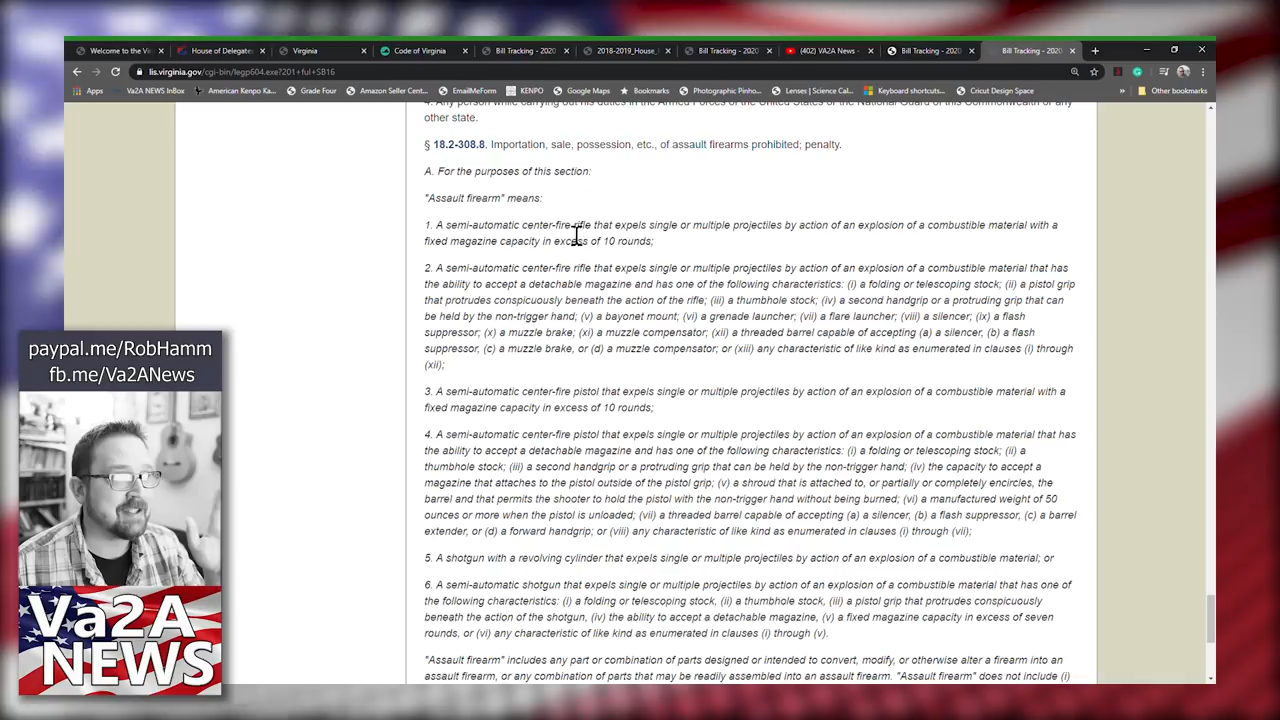 Welcome to the Vi
House of Delegate
Virginia
Code of Virginia
Bill Tracking - 2020
2018-2019_House_
Bill Tracking - 2020
(402) VA2A News -
Bill Tracking - 2020
Bill Tracking - 2020
lis.virginia.gov/cgi-bin/legp604.exe?201+ful+SB16
Apps
Va2A NEWS InBox
American Kenpo Ka...
Grade Four
Amazon Seller Cent...
EmailMeForm
KENPO
Google Maps
Bookmarks
Photographic Pinho...
Lenses | Science Cal...
Keyboard shortcuts...
Cricut Design Space
»
Other bookmarks
4. Any person while carrying out his duties in the Armed Forces of the United States or the National Guard of this Commonwealth or any
other state.
§ 18.2-308.8. Importation, sale, possession, etc., of assault firearms prohibited; penalty.
A. For the purposes of this section:
"Assault firearm" means:
1. A semi-automatic center-fire rifle that expels single or multiple projectiles by action of an explosion of a combustible material with a
fixed magazine capacity in excess of 10 rounds;
2. A semi-automatic center-fire rifle that expels single or multiple projectiles by action of an explosion of a combustible material that has
the ability to accept a detachable magazine and has one of the following characteristics: (i) a folding or telescoping stock; (ii) a pistol grip
that protrudes conspicuously beneath the action of the rifle; (iii) a thumbhole stock; (iv) a second handgrip or a protruding grip that can
be held by the non-trigger hand; (v) a bayonet mount; (vi) a grenade launcher; (vii) a flare launcher; (viii) a silencer; (ix) a flash
suppressor; (x) a muzzle brake; (xi) a muzzle compensator; (xii) a threaded barrel capable of accepting (a) a silencer, (b) a flash
suppressor, (c) a muzzle brake, or (d) a muzzle compensator; or (xiii) any characteristic of like kind as enumerated in clauses (i) through
(xii);
3. A semi-automatic center-fire pistol that expels single or multiple projectiles by action of an explosion of a combustible material with a
fixed magazine capacity in excess of 10 rounds;
4. A semi-automatic center-fire pistol that expels single or multiple projectiles by action of an explosion of a combustible material that has
the ability to accept a detachable magazine and has one of the following characteristics: (i) a folding or telescoping stock; (ii) a
thumbhole stock; (iii) a second handgrip or a protruding grip that can be held by the non-trigger hand; (iv) the capacity to accept a
magazine that attaches to the pistol outside of the pistol grip; (v) a shroud that is attached to, or partially or completely encircles, the
barrel and that permits the shooter to hold the pistol with the non-trigger hand without being burned; (vi) a manufactured weight of 50
ounces or more when the pistol is unloaded; (vii) a threaded barrel capable of accepting (a) a silencer, (b) a flash suppressor, (c) a barrel
extender, or (d) a forward handgrip; or (viii) any characteristic of like kind as enumerated in clauses (i) through (vii);
5. A shotgun with a revolving cylinder that expels single or multiple projectiles by action of an explosion of a combustible material; or
6. A semi-automatic shotgun that expels single or multiple projectiles by action of an explosion of a combustible material that has one of
the following characteristics: (i) a folding or telescoping stock, (ii) a thumbhole stock, (iii) a pistol grip that protrudes conspicuously
beneath the action of the shotgun, (iv) the ability to accept a detachable magazine, (v) a fixed magazine capacity in excess of seven
rounds, or (vi) any characteristic of like kind as enumerated in clauses (i) through (v).
"Assault firearm" includes any part or combination of parts designed or intended to convert, modify, or otherwise alter a firearm into an
assault firearm, or any combination of parts that may be readily assembled into an assault firearm. "Assault firearm" does not include (i)
paypal.me/RobHamm
fb.me/Va2ANews
Va2A
NEWS